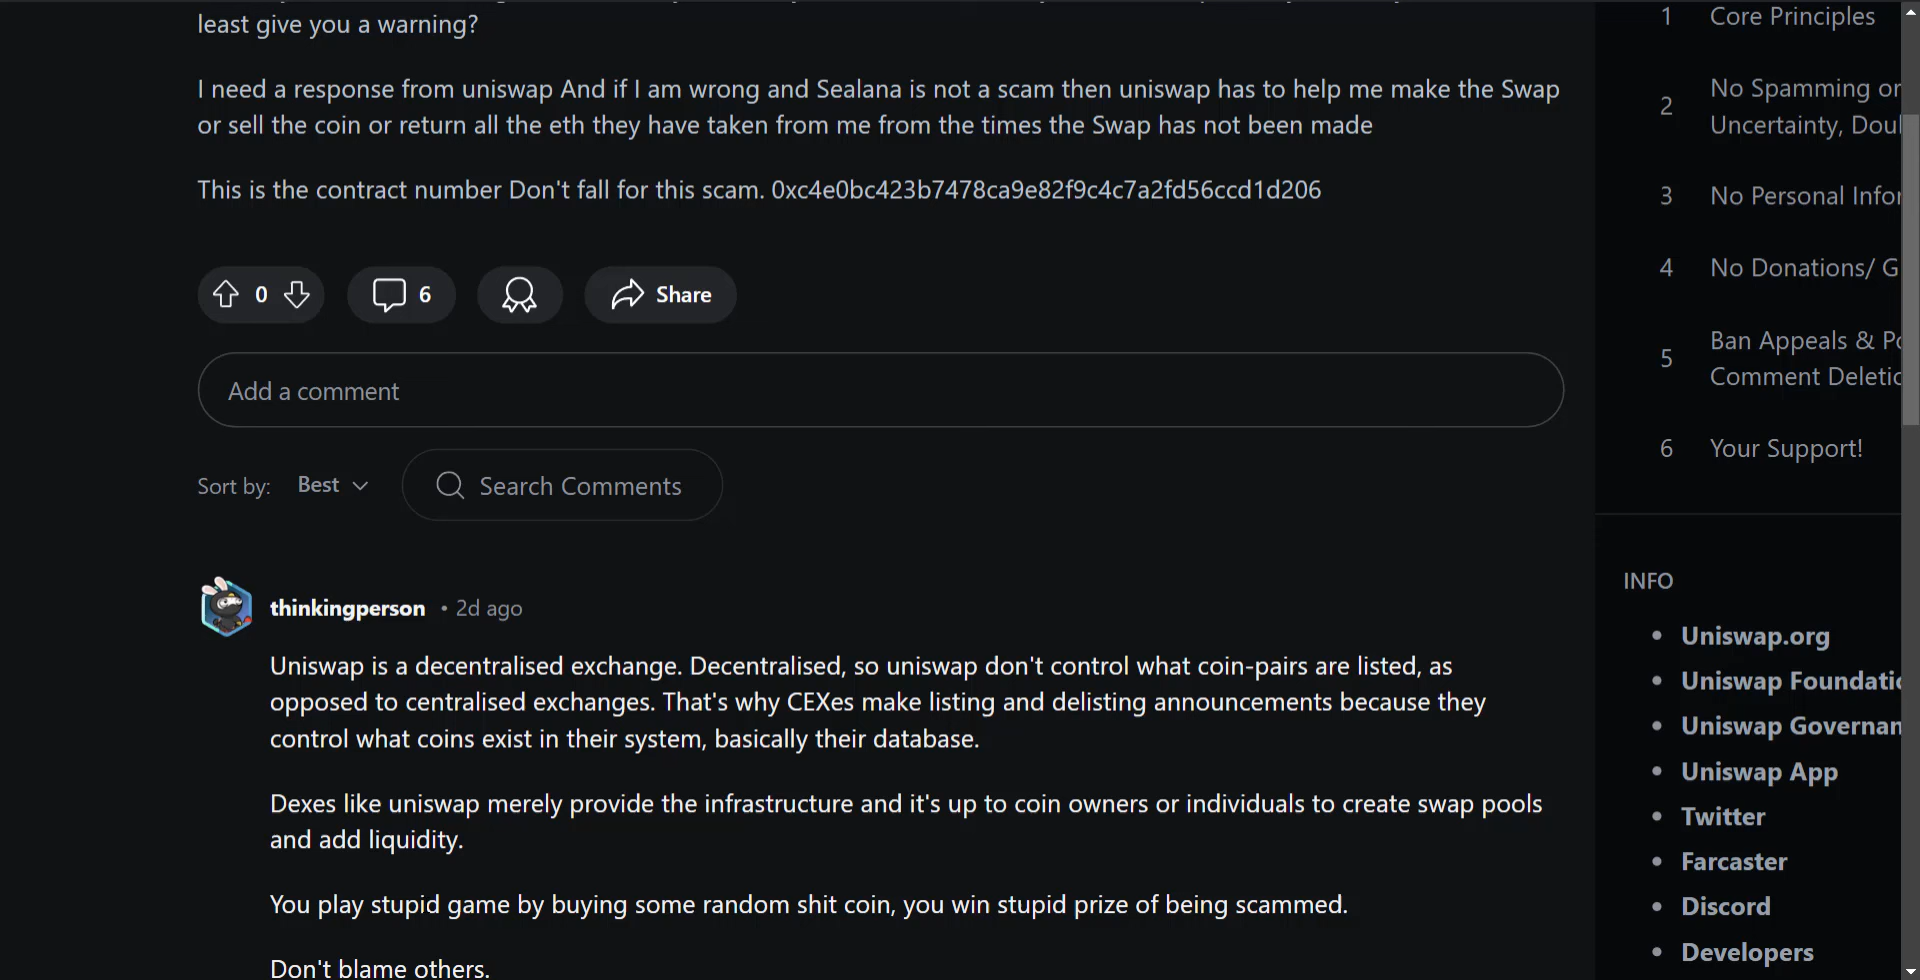 least give you a warning?
I need a response from uniswap And if I am wrong and Sealana is not a scam then uniswap has to help me make the Swap
or sell the coin or return all the eth they have taken from me from the times the Swap has not been made
This is the contract number Don't fall for this scam. 0xc4e0bc423b7478ca9e82f9c4c7a2fd56ccd1d206
0
6
Share
Add a comment
Sort by:
Best
Search Comments
thinkingperson • 2d ago
Uniswap is a decentralised exchange. Decentralised, so uniswap don't control what coin-pairs are listed, as
opposed to centralised exchanges. That's why CEXes make listing and delisting announcements because they
control what coins exist in their system, basically their database.
Dexes like uniswap merely provide the infrastructure and it's up to coin owners or individuals to create swap pools
and add liquidity.
You play stupid game by buying some random shit coin, you win stupid prize of being scammed.
Don't blame others.
1 Core Principles
2 No Spamming or
Uncertainty, Dou
3 No Personal Infor
4 No Donations/ G
5 Ban Appeals & Po
Comment Deletio
6 Your Support!
INFO
• Uniswap.org
• Uniswap Foundatio
• Uniswap Governan
• Uniswap App
• Twitter
• Farcaster
• Discord
• Developers